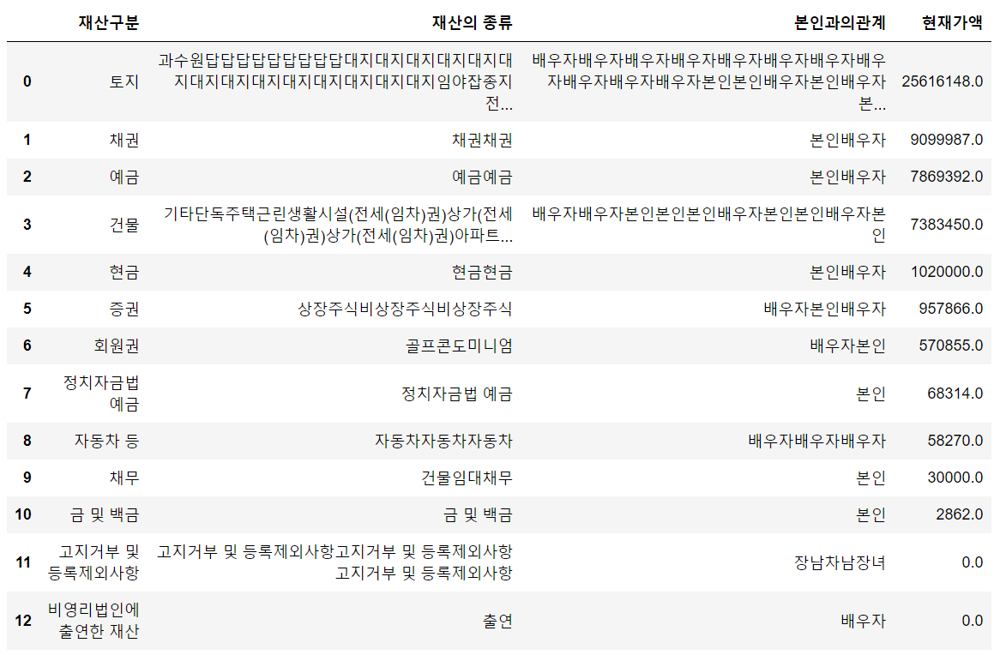 재산구분 재산의 종류 본인과의관계 현재가액
0 토지 과수원답답답답답답답답답대지대지대지대지대지대지대지대지대지대지대지대지대지대지임야잡종지전... 배우자배우자배우자배우자배우자배우자배우자배우자배우자배우자배우자본인본인배우자본인배우자본... 25616148.0
1 채권 채권채권 본인배우자 9099987.0
2 예금 예금예금 본인배우자 7869392.0
3 건물 기타단독주택근린생활시설(전세(임차)권)상가(전세(임차)권)상가(전세(임차)권)아파트... 배우자배우자본인본인본인배우자본인본인배우자본인 7383450.0
4 현금 현금현금 본인배우자 1020000.0
5 증권 상장주식비상장주식비상장주식 배우자본인배우자 957866.0
6 회원권 골프콘도미니엄 배우자본인 570855.0
7 정치자금법 예금 정치자금법 예금 본인 68314.0
8 자동차 등 자동차자동차자동차 배우자배우자배우자 58270.0
9 채무 건물임대채무 본인 30000.0
10 금 및 백금 금 및 백금 본인 2862.0
11 고지거부 및 등록제외사항 고지거부 및 등록제외사항고지거부 및 등록제외사항고지거부 및 등록제외사항 장남차남장녀 0.0
12 비영리법인에 출연한 재산 출연 배우자 0.0